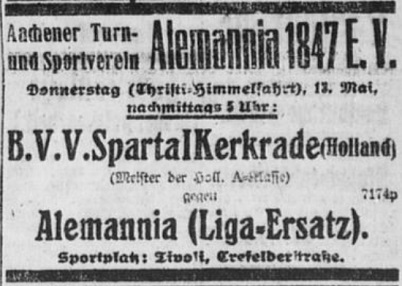 Aachener Turn-
und Sportverein Alemannia 1847 E. V.
Donnerstag (Christi-Himmelfahrt), 13. Mai,
nachmittags 5 Uhr:
B.V.V. Sparta I Kerkrade (Holland)
(Meister der Holl. A-Klasse)
gegen 7174p
Alemannia (Liga-Ersatz).
Sportplatz: Tivoli, Crefelderstraße.